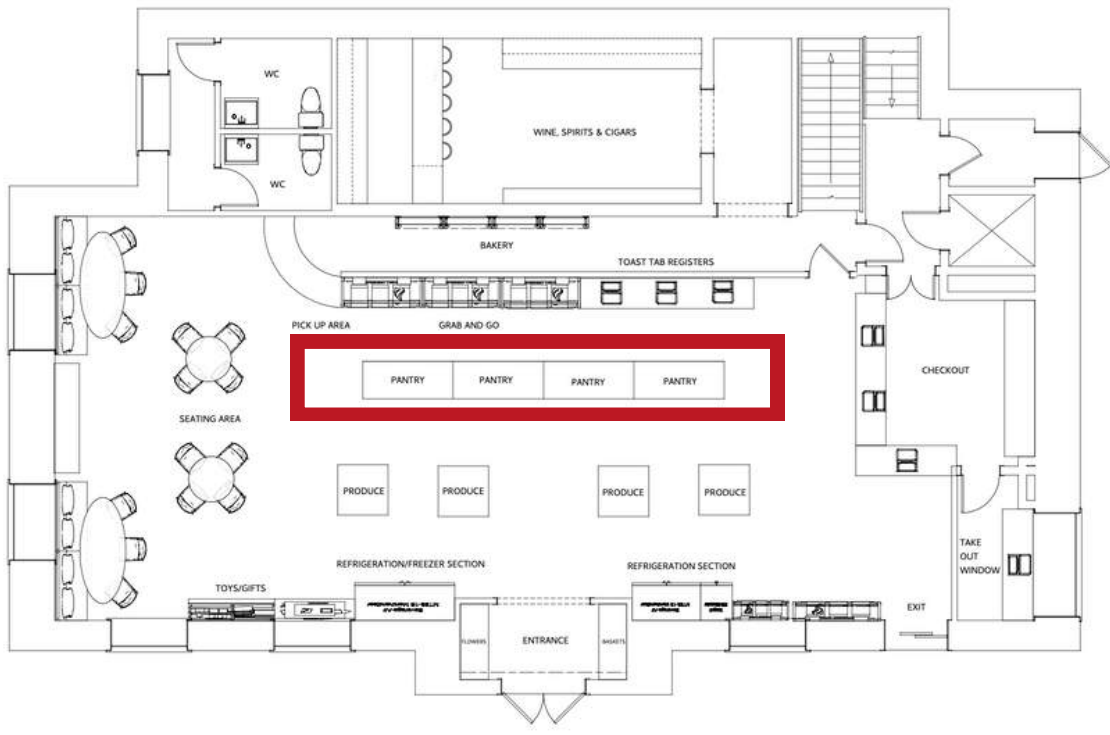 WC
WINE, SPIRITS & CIGARS
WC
BAKERY
TOAST TAB REGISTERS
PICK UP AREA
GRAB AND GO
PANTRY
PANTRY
PANTRY
PANTRY
CHECKOUT
SEATING AREA
PRODUCE
PRODUCE
PRODUCE
PRODUCE
TAKE
OUT
WINDOW
REFRIGERATION/FREEZER SECTION
REFRIGERATION SECTION
TOYS/GIFTS
EXIT
FLOWERS
ENTRANCE
BASKETS